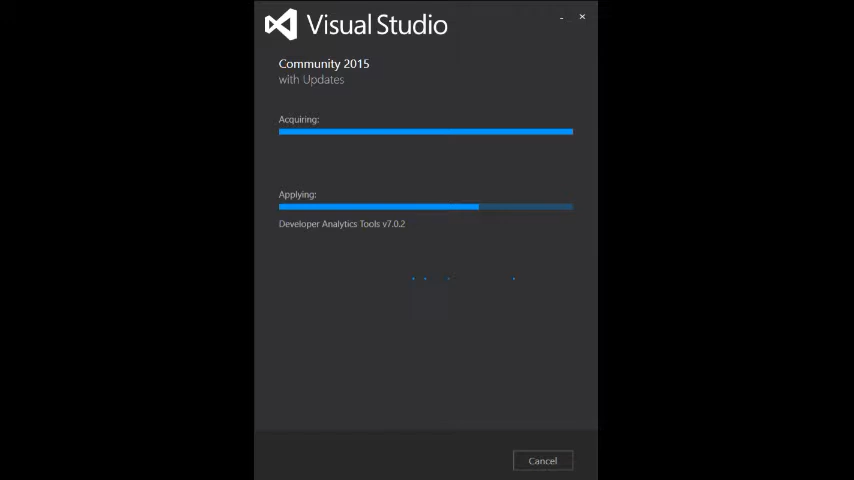 Visual Studio
Community 2015
with Updates
Acquiring:
Applying:
Developer Analytics Tools v7.0.2
Cancel